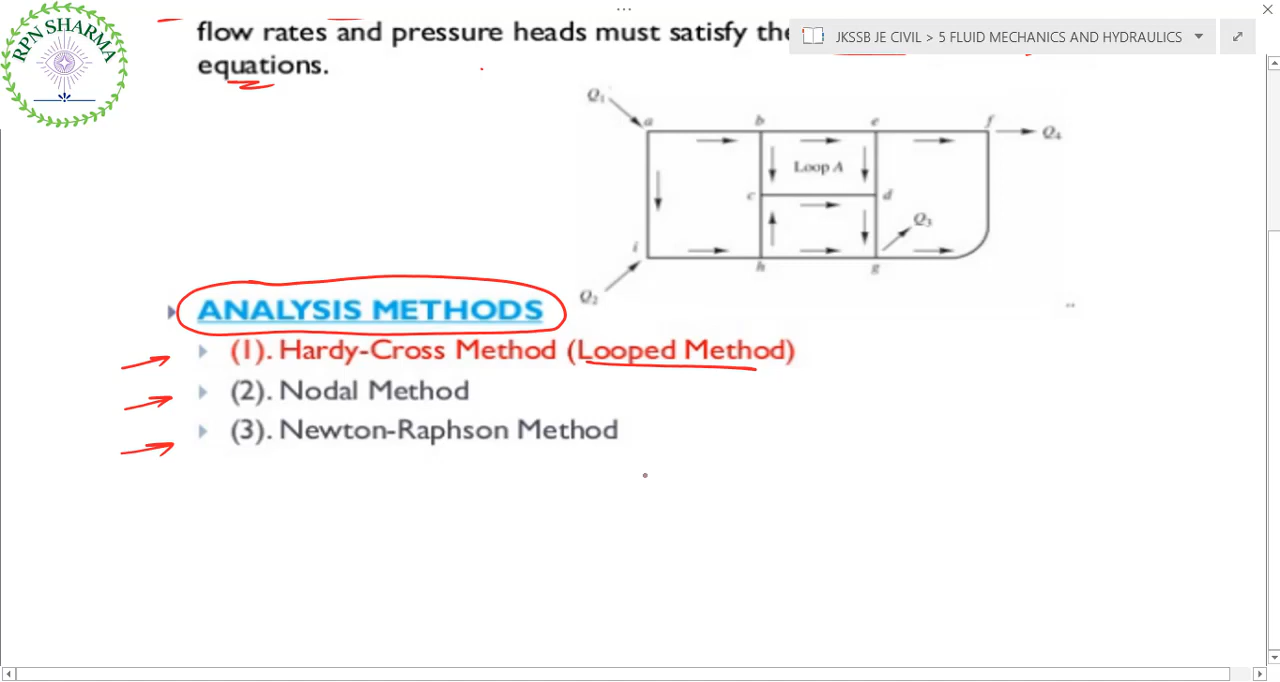 RPN SHARMA
flow rates and pressure heads must satisfy the
JKSSB JE CIVIL > 5 FLUID MECHANICS AND HYDRAULICS
equations.
Q₁
a b e f
Q₄
Loop A
c d
Q₃
i
h g
Q₂
ANALYSIS METHODS
(1). Hardy-Cross Method (Looped Method)
(2). Nodal Method
(3). Newton-Raphson Method